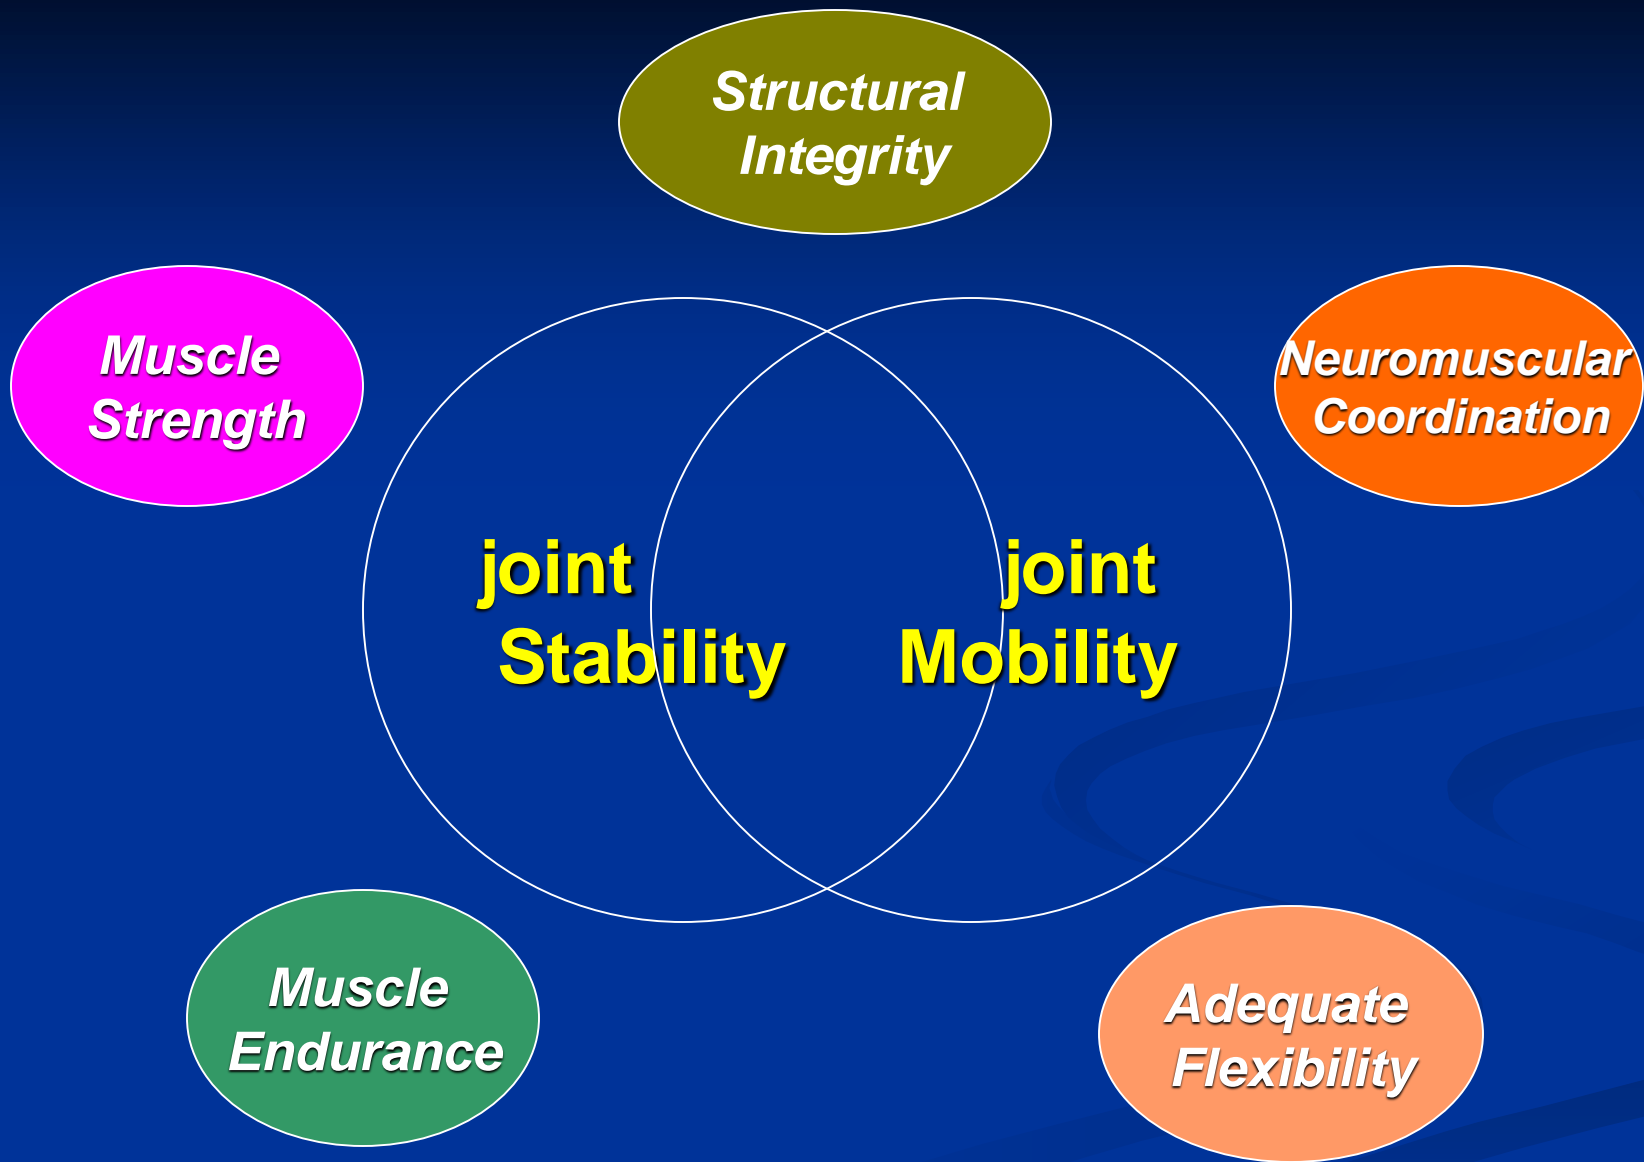 Structural
Integrity
Muscle
Strength
Neuromuscular
Coordination
joint
Stability
joint
Mobility
Muscle
Endurance
Adequate
Flexibility